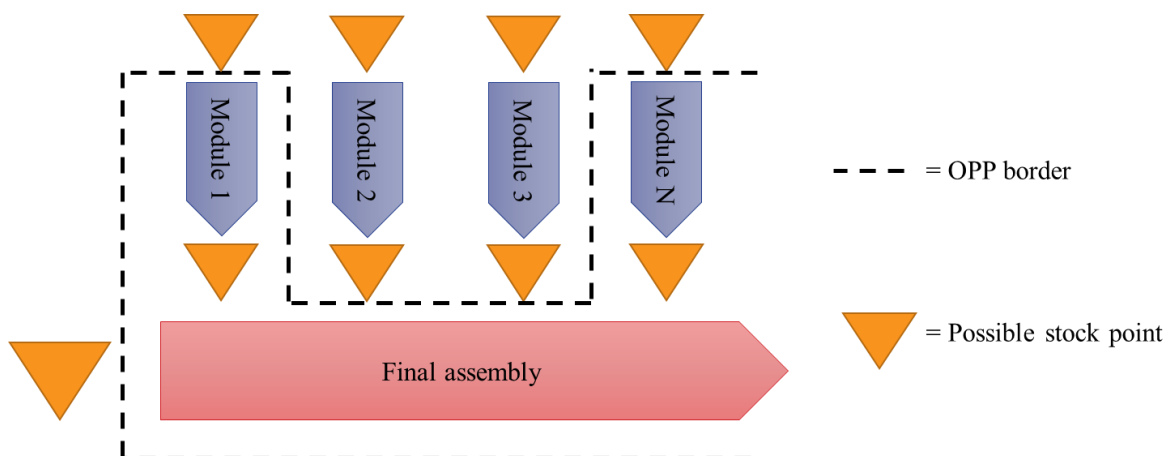 Module 1
Module 2
Module 3
Module N
= OPP border
= Possible stock point
Final assembly